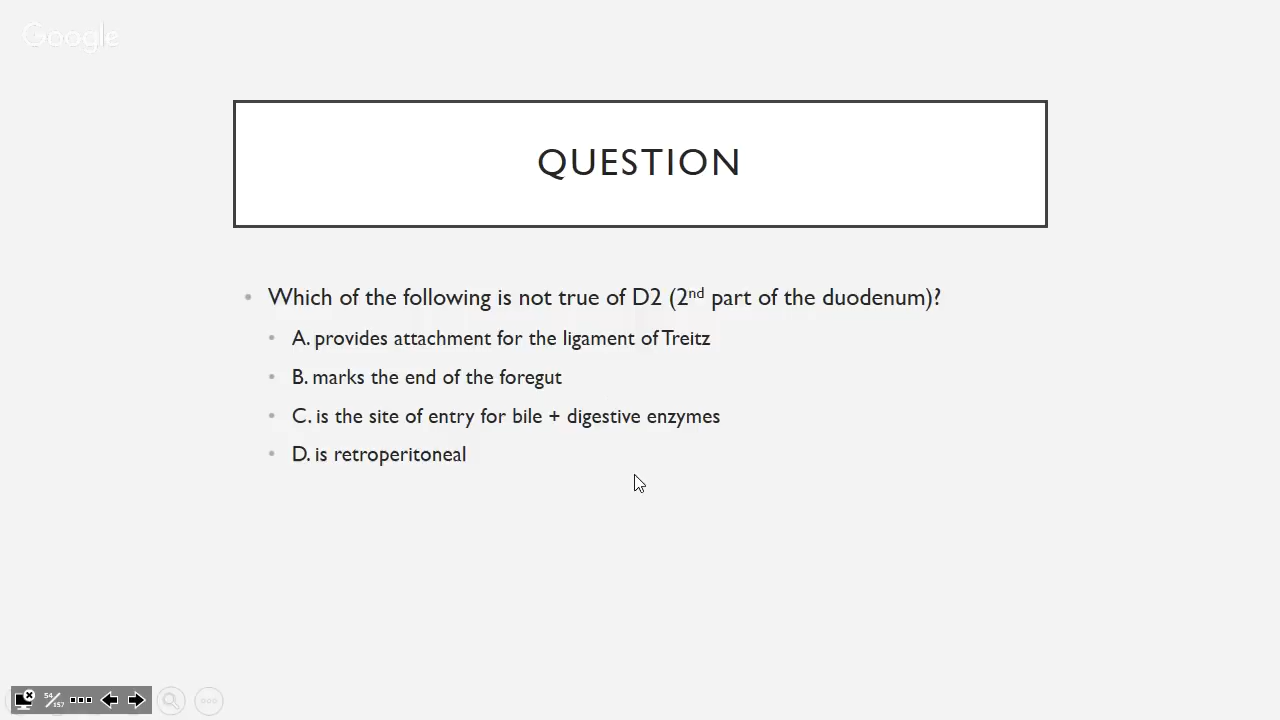 Google
QUESTION
• Which of the following is not true of D2 (2nd part of the duodenum)?
• A. provides attachment for the ligament of Treitz
• B. marks the end of the foregut
• C. is the site of entry for bile + digestive enzymes
• D. is retroperitoneal
54/157